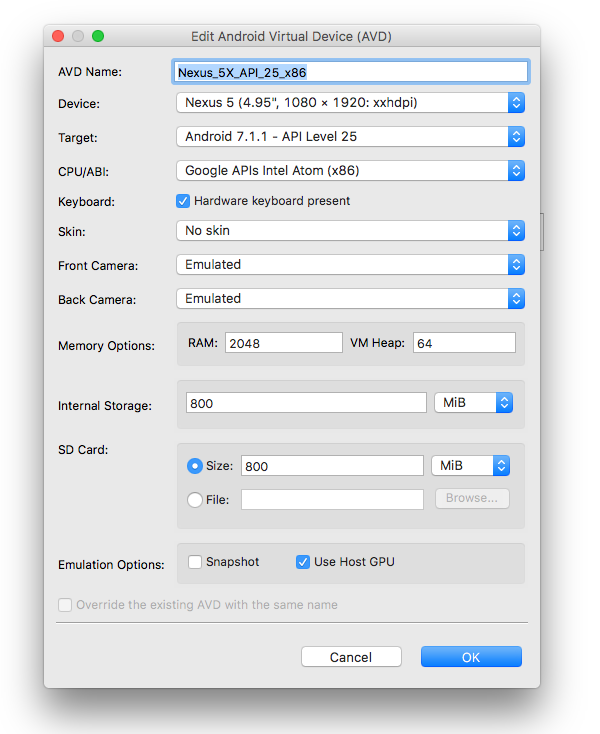 Edit Android Virtual Device (AVD)
AVD Name: Nexus_5X_API_25_x86
Device: Nexus 5 (4.95", 1080 × 1920: xxhdpi)
Target: Android 7.1.1 - API Level 25
CPU/ABI: Google APIs Intel Atom (x86)
Keyboard: Hardware keyboard present
Skin: No skin
Front Camera: Emulated
Back Camera: Emulated
Memory Options: RAM: 2048 VM Heap: 64
Internal Storage: 800 MiB
SD Card:
Size: 800 MiB
File: Browse...
Emulation Options: Snapshot Use Host GPU
Override the existing AVD with the same name
Cancel OK